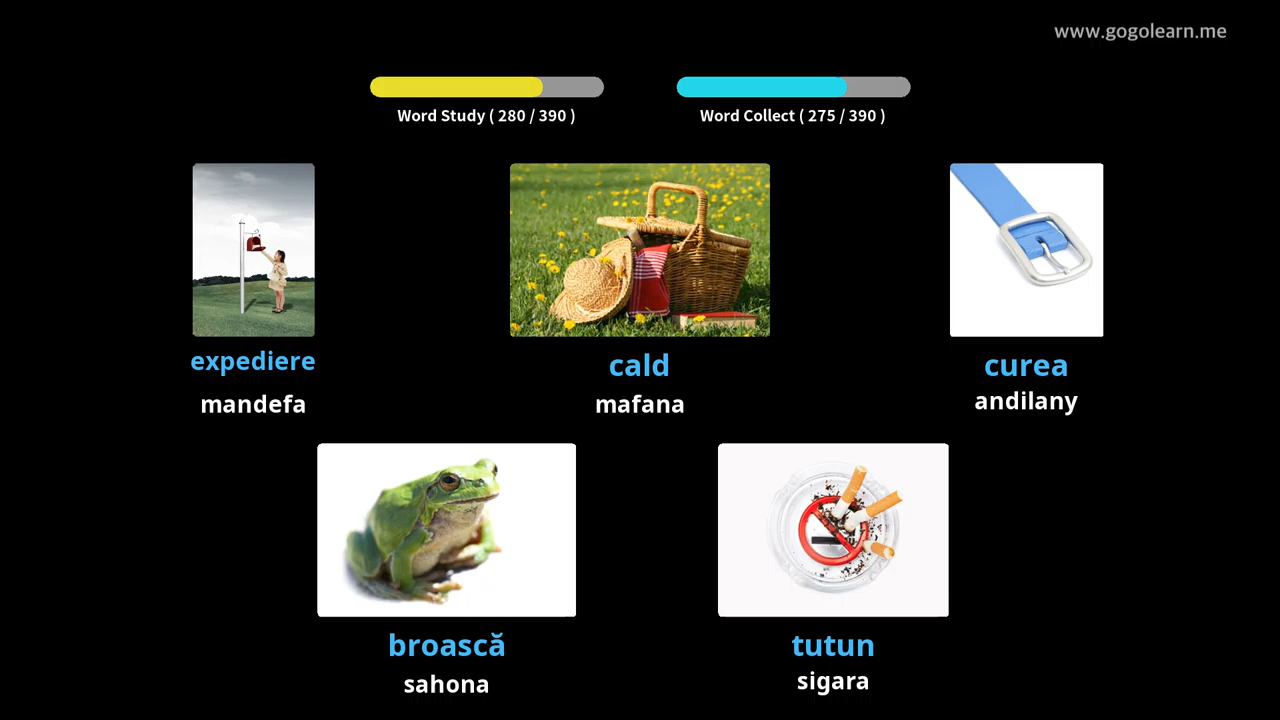 www.gogolearn.me
Word Study ( 280 / 390 )
Word Collect ( 275 / 390 )
expediere
mandefa
cald
mafana
curea
andilany
broască
sahona
tutun
sigara